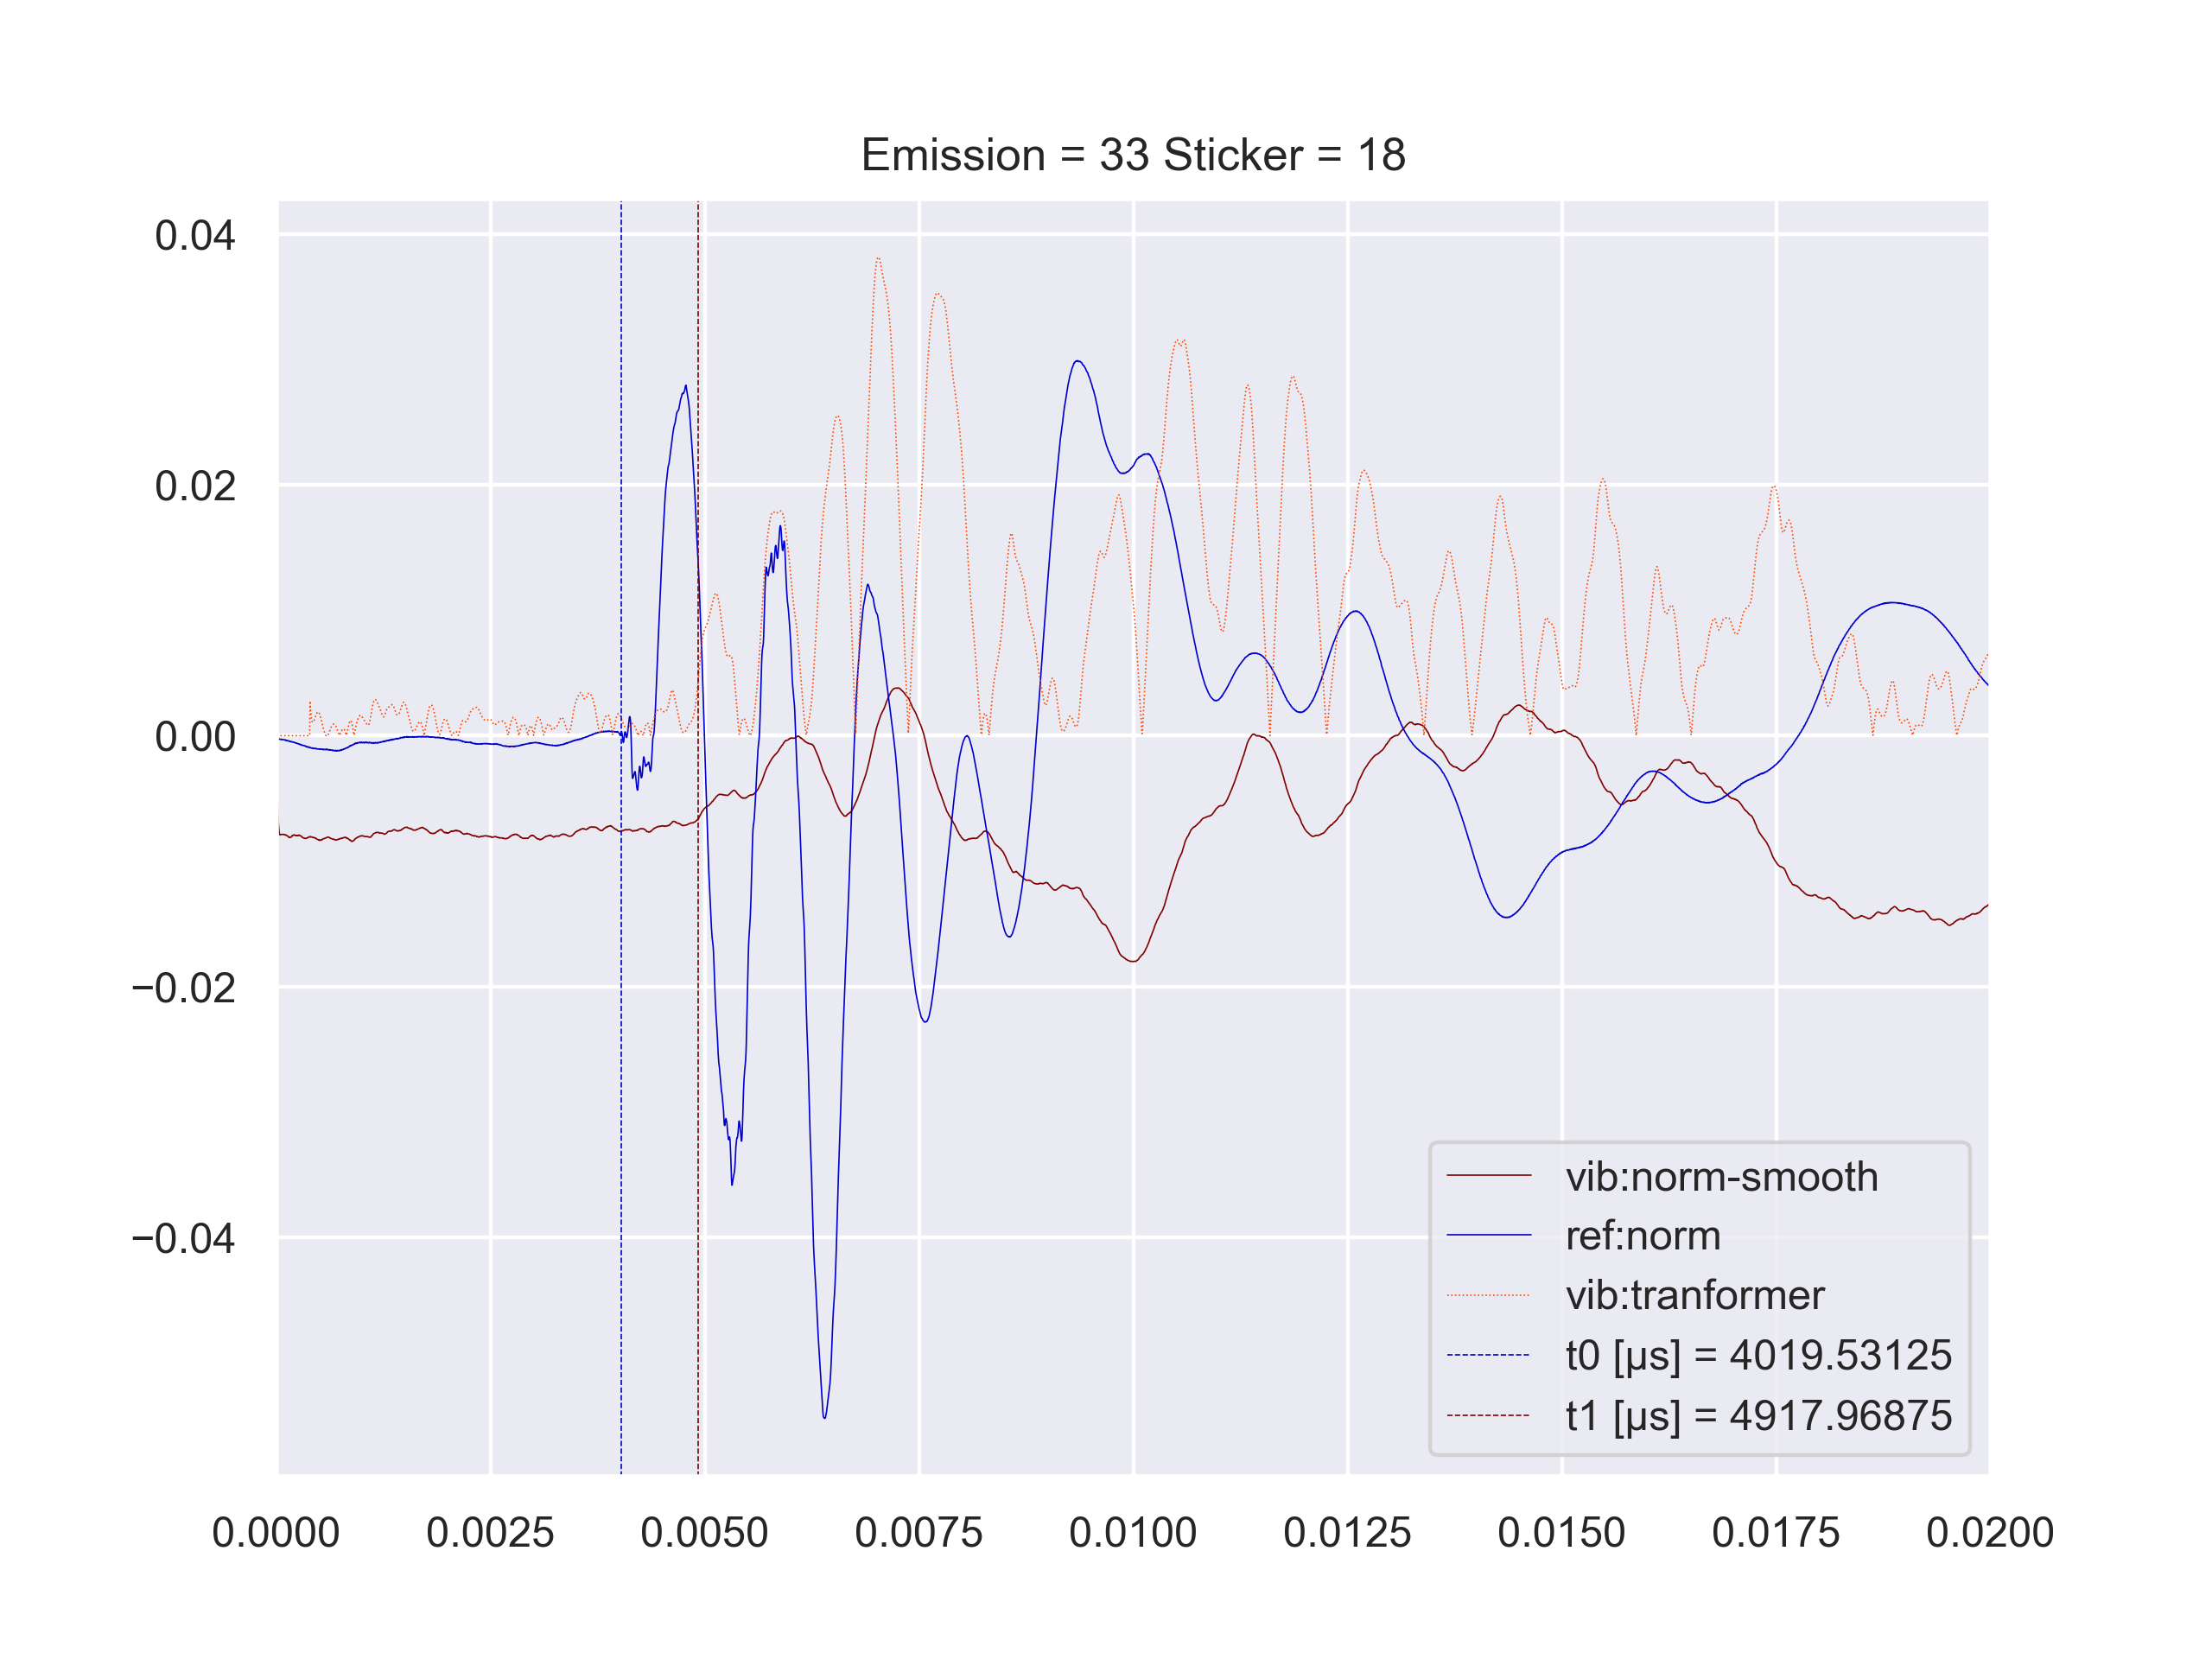 Emission = 33 Sticker = 18
0.04
0.02
0.00
−0.02
−0.04
vib:norm-smooth
ref:norm
vib:tranformer
t0 [µs] = 4019.53125
t1 [µs] = 4917.96875
0.0000 0.0025 0.0050 0.0075 0.0100 0.0125 0.0150 0.0175 0.0200